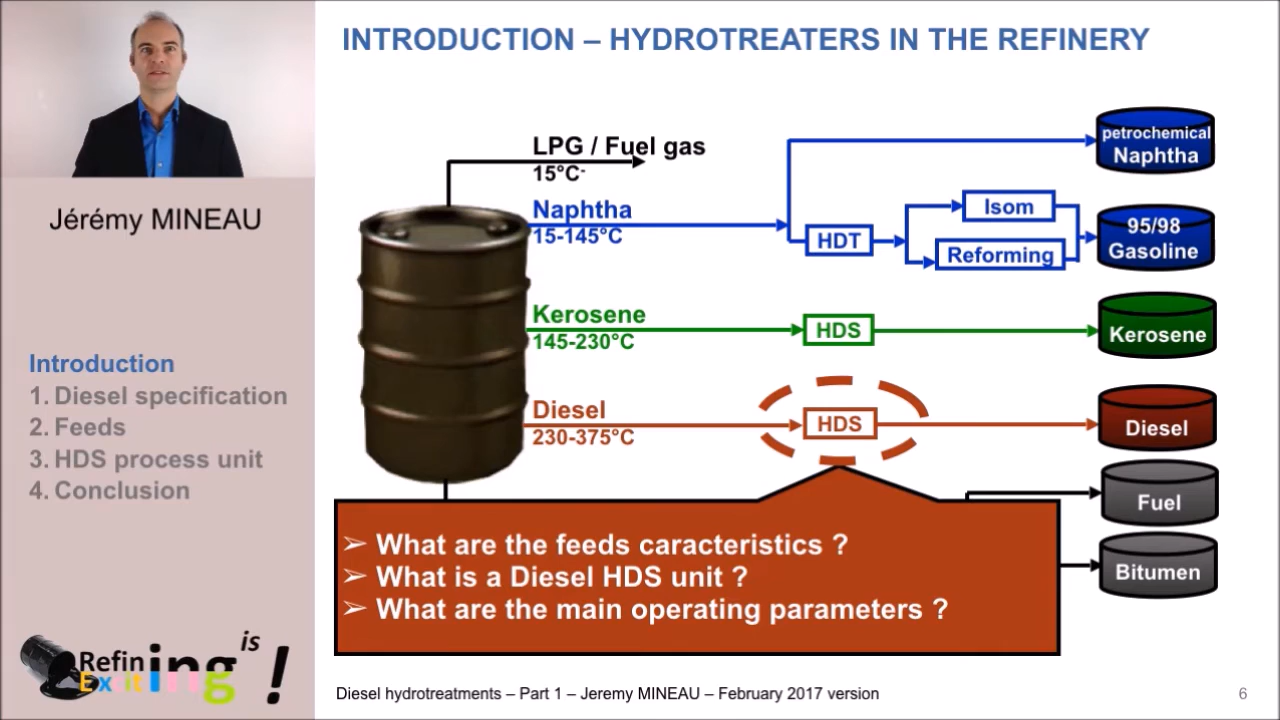 INTRODUCTION – HYDROTREATERS IN THE REFINERY
Jérémy MINEAU
Introduction
1. Diesel specification
2. Feeds
3. HDS process unit
4. Conclusion
Refin
Exciting
is
!
LPG / Fuel gas
15°C-
Naphtha
15-145°C
HDT
Isom
Reforming
petrochemical
Naphtha
95/98
Gasoline
Kerosene
145-230°C
HDS
Kerosene
Diesel
230-375°C
HDS
Diesel
Fuel
Bitumen
➢ What are the feeds caracteristics ?
➢ What is a Diesel HDS unit ?
➢ What are the main operating parameters ?
Diesel hydrotreatments – Part 1 – Jeremy MINEAU – February 2017 version
6